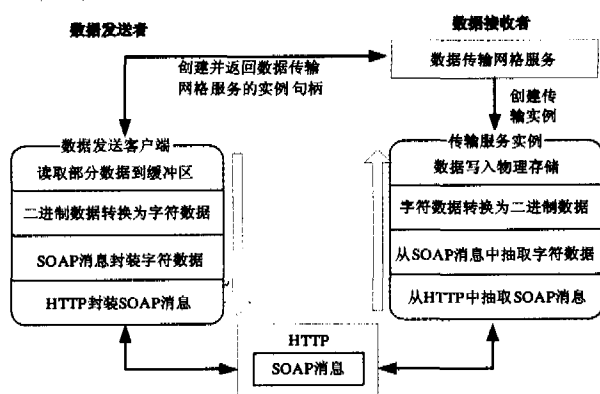 数据发送者
数据接收者
数据传输网格服务
创建并返回数据传输
网格服务的实例句柄
创建传
输实例
数据发送客户端
读取部分数据到缓冲区
二进制数据转换为字符数据
SOAP消息封装字符数据
HTTP封装SOAP消息
传输服务实例
数据写入物理存储
字符数据转换为二进制数据
从SOAP消息中抽取字符数据
从HTTP中抽取SOAP消息
HTTP
SOAP消息